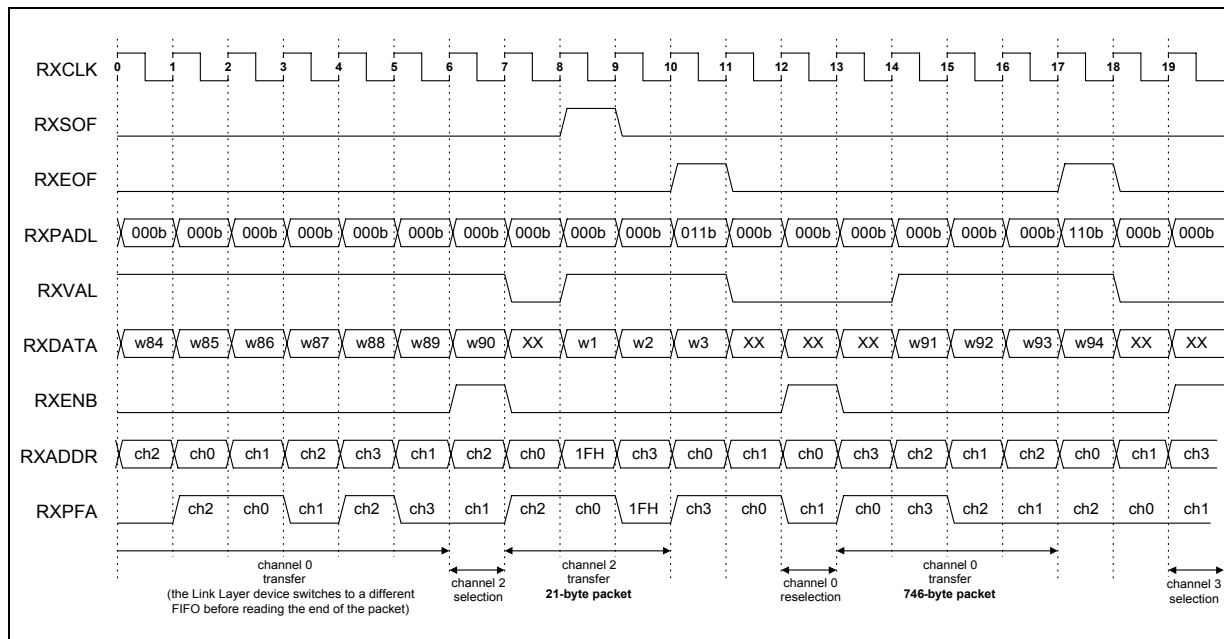 RXCLK
0 1 2 3 4 5 6 7 8 9 10 11 12 13 14 15 16 17 18 19
RXSOF
RXEOF
RXPADL 000b 000b 000b 000b 000b 000b 000b 000b 000b 000b 011b 000b 000b 000b 000b 000b 000b 110b 000b 000b
RXVAL
RXDATA w84 w85 w86 w87 w88 w89 w90 XX w1 w2 w3 XX XX XX w91 w92 w93 w94 XX XX
RXENB
RXADDR ch2 ch0 ch1 ch2 ch3 ch1 ch2 ch0 1FH ch3 ch0 ch1 ch0 ch3 ch2 ch1 ch2 ch0 ch1 ch3
RXPFA ch2 ch0 ch1 ch2 ch3 ch1 ch2 ch0 1FH ch3 ch0 ch1 ch0 ch3 ch2 ch1 ch2 ch0 ch1
channel 0
transfer
(the Link Layer device switches to a different
FIFO before reading the end of the packet)
channel 2
selection
channel 2
transfer
21-byte packet
channel 0
reselection
channel 0
transfer
746-byte packet
channel 3
selection